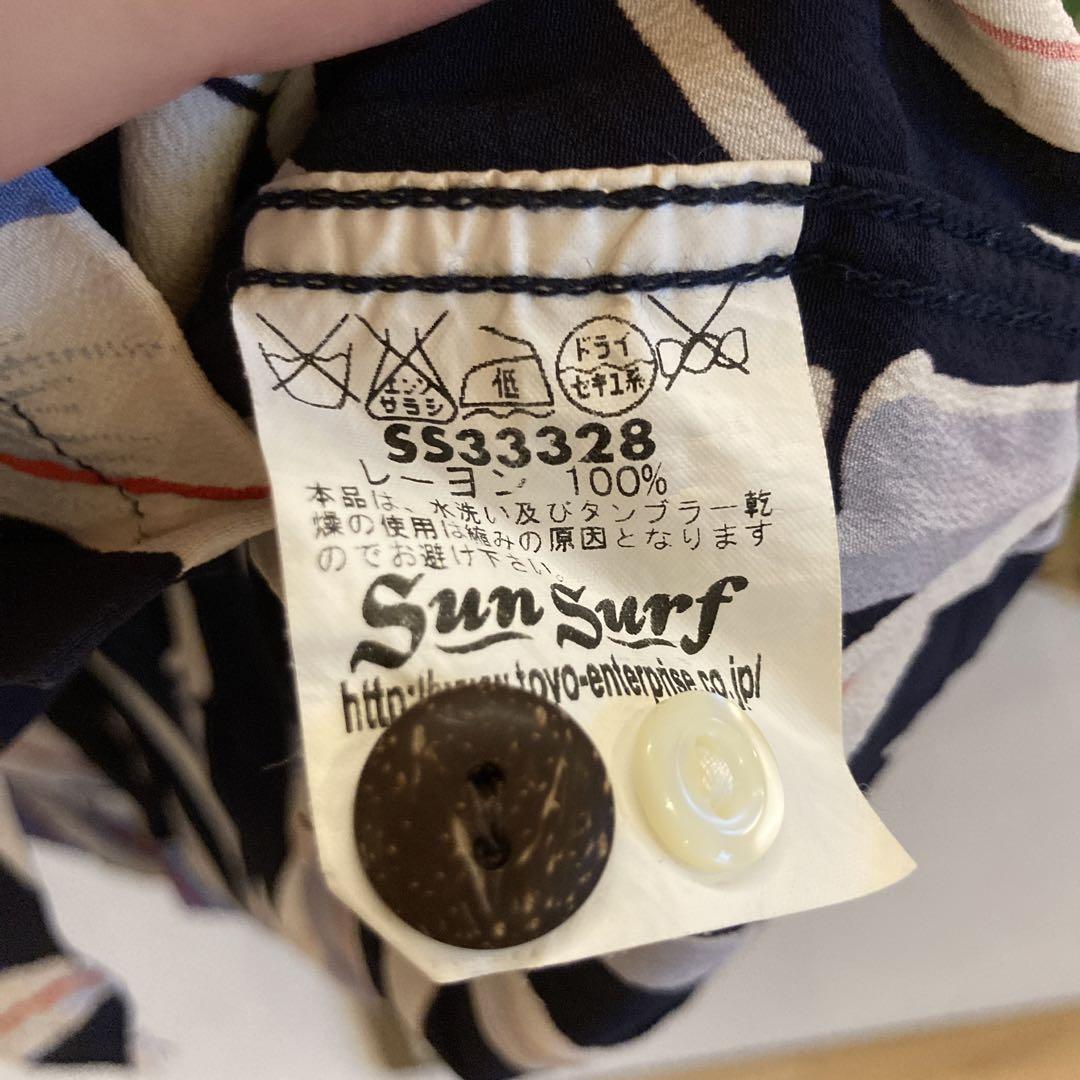 エンソ
サラシ
低
ドライ
セキユ系
SS33328
レーヨン 100%
本品は、水洗い及びタンブラー乾
燥の使用は縮みの原因となります
のでお避け下さい。
Sun Surf
http://www.toyo-enterprise.co.jp/